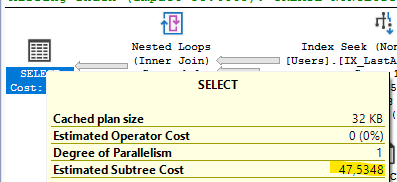 Nested Loops
Index Seek (Non
(Inner Join)
[Users].[IX_LastA
SELECT
Cost:
SELECT
Cached plan size 32 KB
Estimated Operator Cost 0 (0%)
Degree of Parallelism 1
Estimated Subtree Cost 47,5348